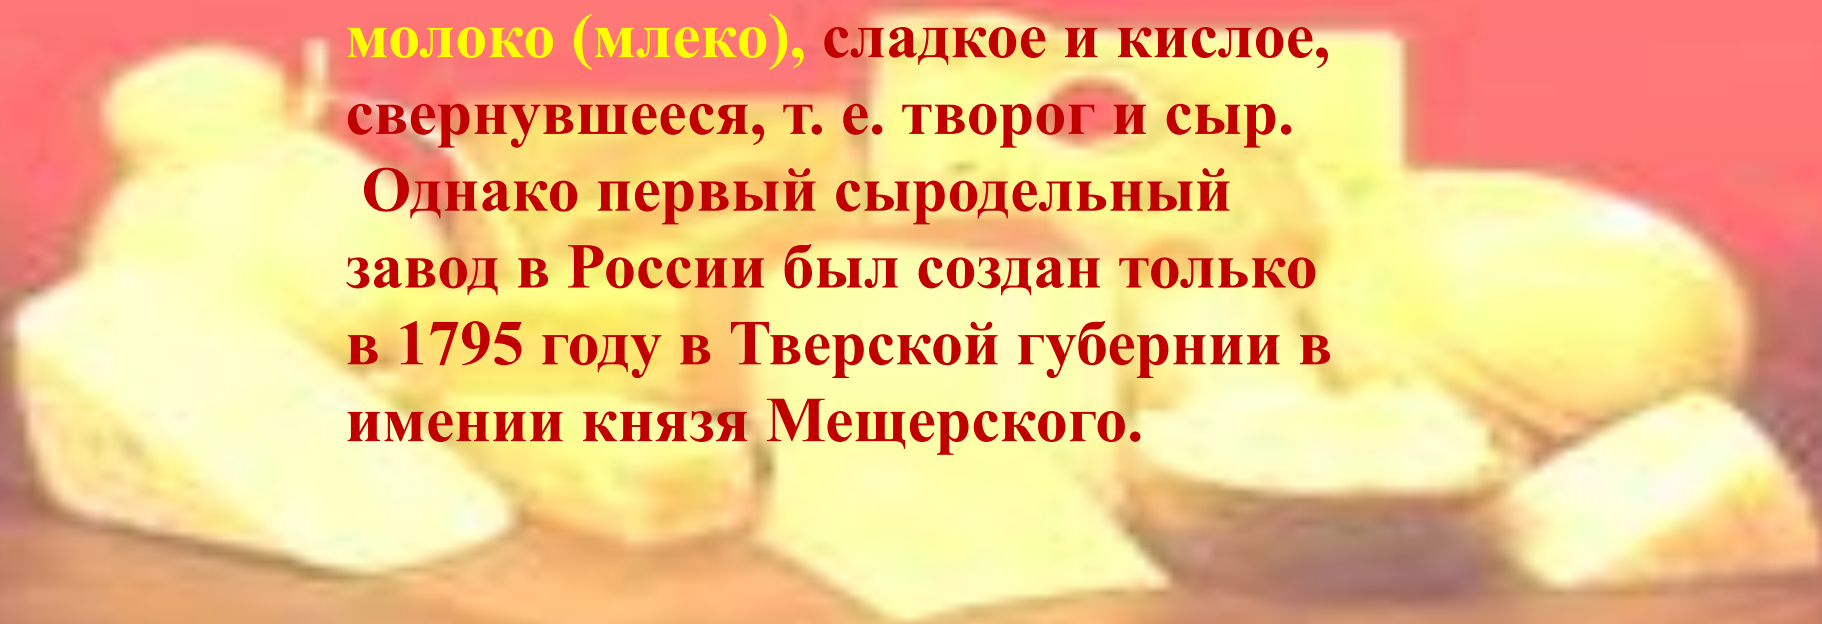 молоко (млеко), сладкое и кислое,
свернувшееся, т. е. творог и сыр.
Однако первый сыродельный
завод в России был создан только
в 1795 году в Тверской губернии в
имении князя Мещерского.